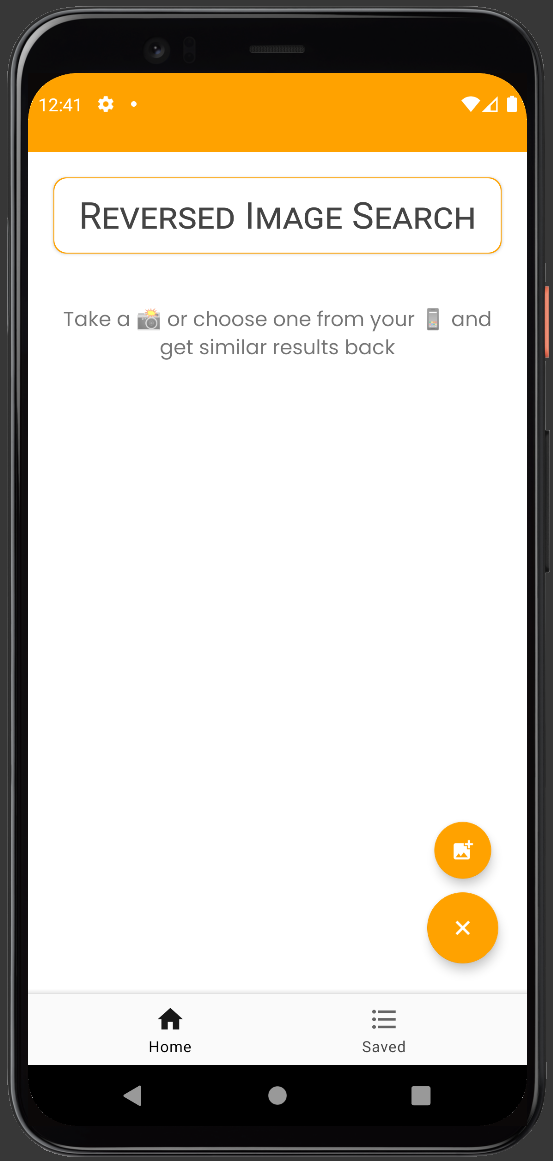 12:41
Reversed Image Search
Take a 📸 or choose one from your 📱 and
get similar results back
Home
Saved